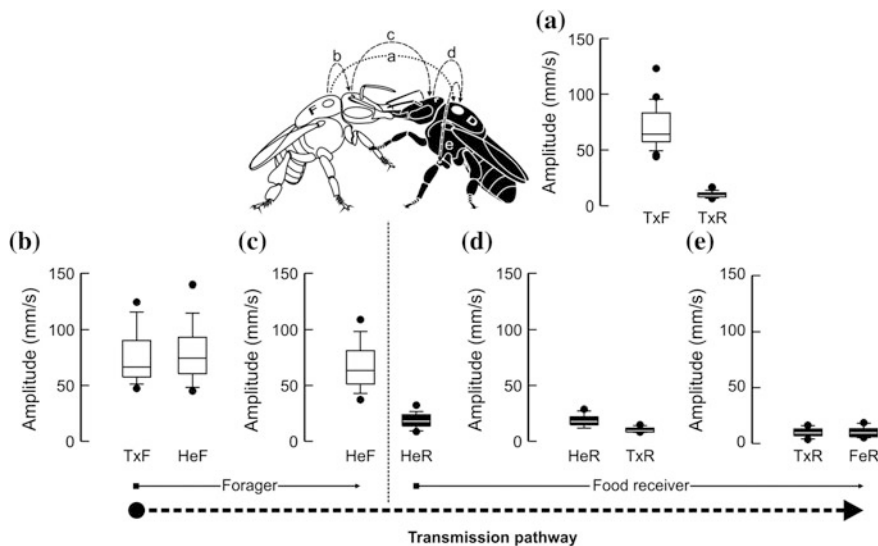 (a)
c
b
a
d
F
R
e
Amplitude (mm/s)
150
100
50
0
TxF TxR
(b)
Amplitude (mm/s)
150
100
50
0
TxF HeF
(c)
Amplitude (mm/s)
150
100
50
0
HeF HeR
(d)
Amplitude (mm/s)
150
100
50
0
HeR TxR
(e)
Amplitude (mm/s)
150
100
50
0
TxR FeR
Forager
Food receiver
Transmission pathway